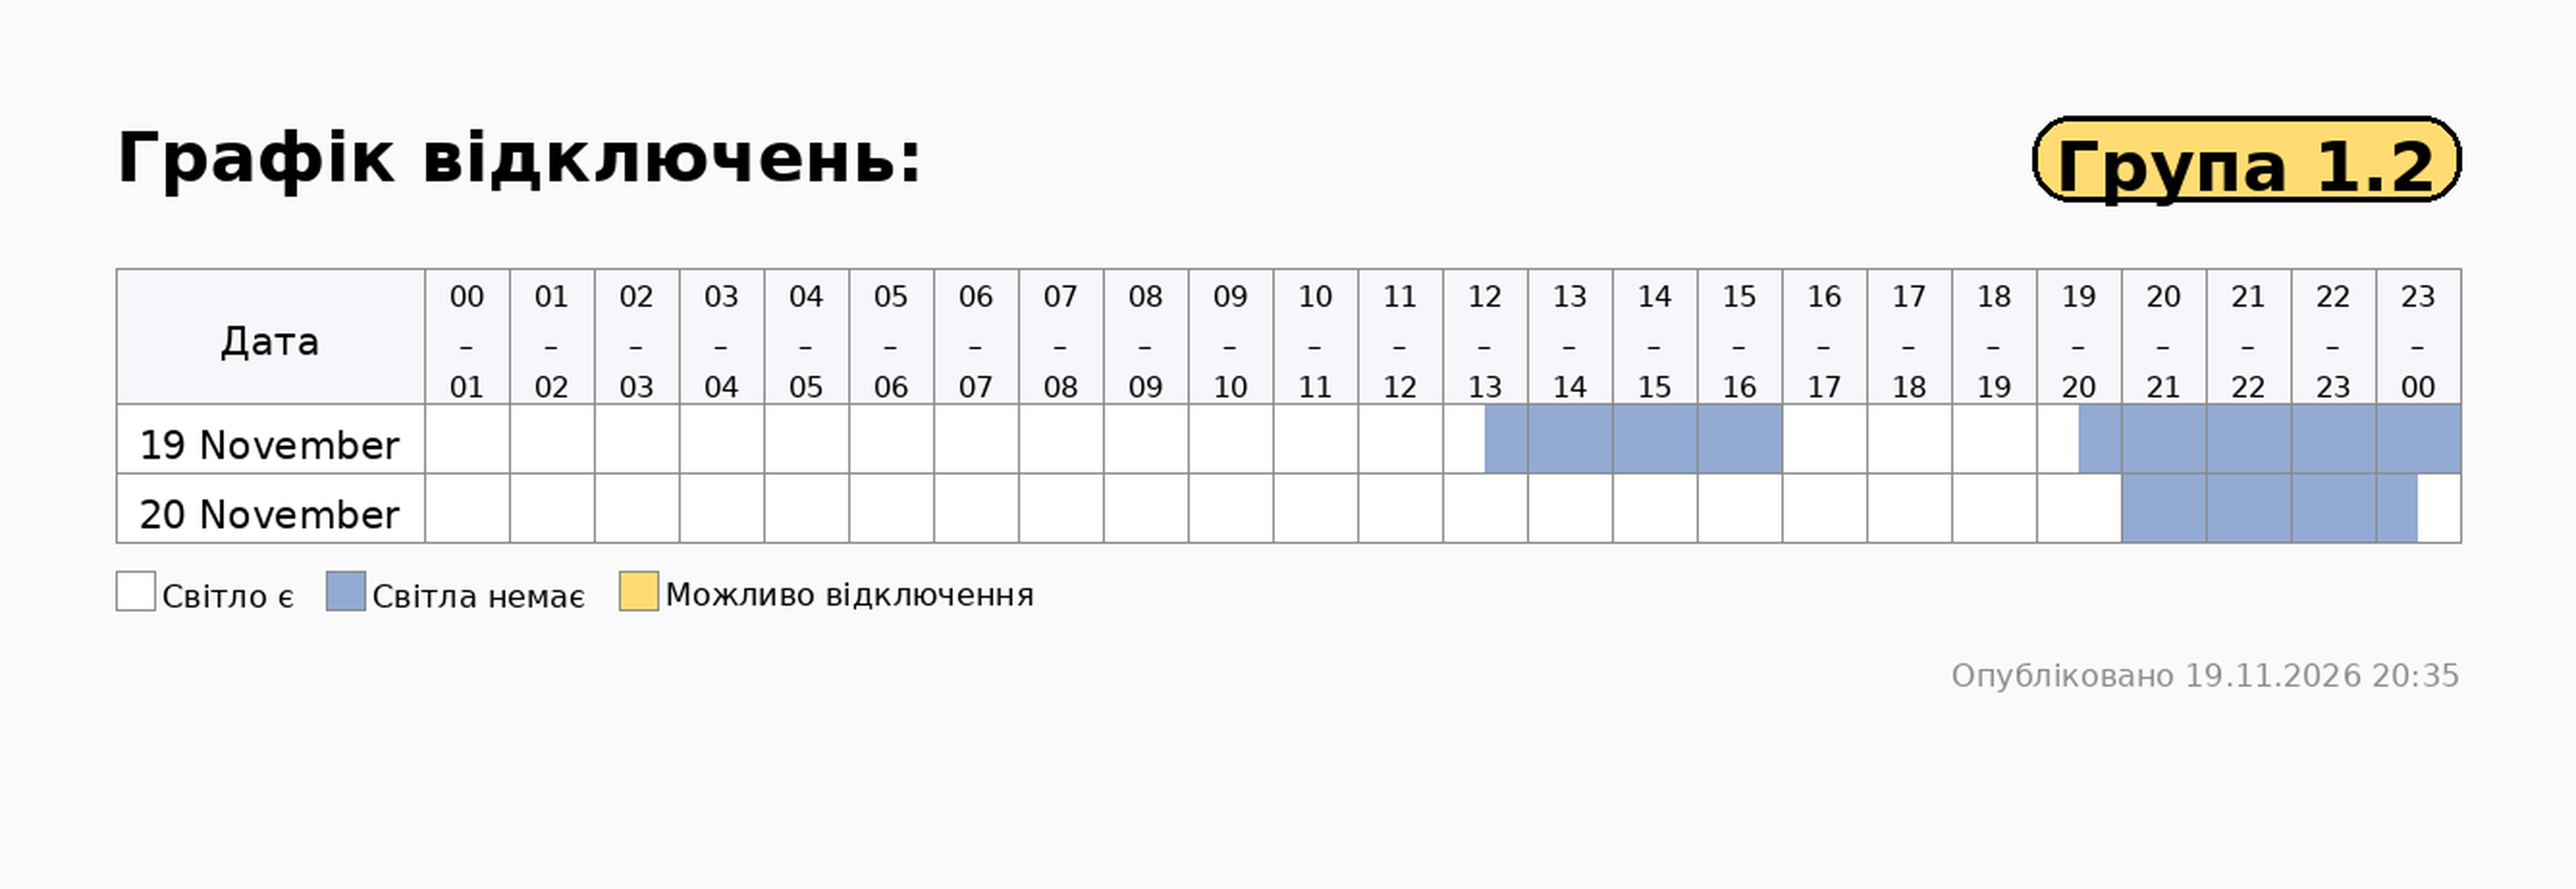 Графік відключень:
Група 1.2
Дата
00 – 01
01 – 02
02 – 03
03 – 04
04 – 05
05 – 06
06 – 07
07 – 08
08 – 09
09 – 10
10 – 11
11 – 12
12 – 13
13 – 14
14 – 15
15 – 16
16 – 17
17 – 18
18 – 19
19 – 20
20 – 21
21 – 22
22 – 23
23 – 00
19 November
20 November
Світло є
Світла немає
Можливо відключення
Опубліковано 19.11.2026 20:35